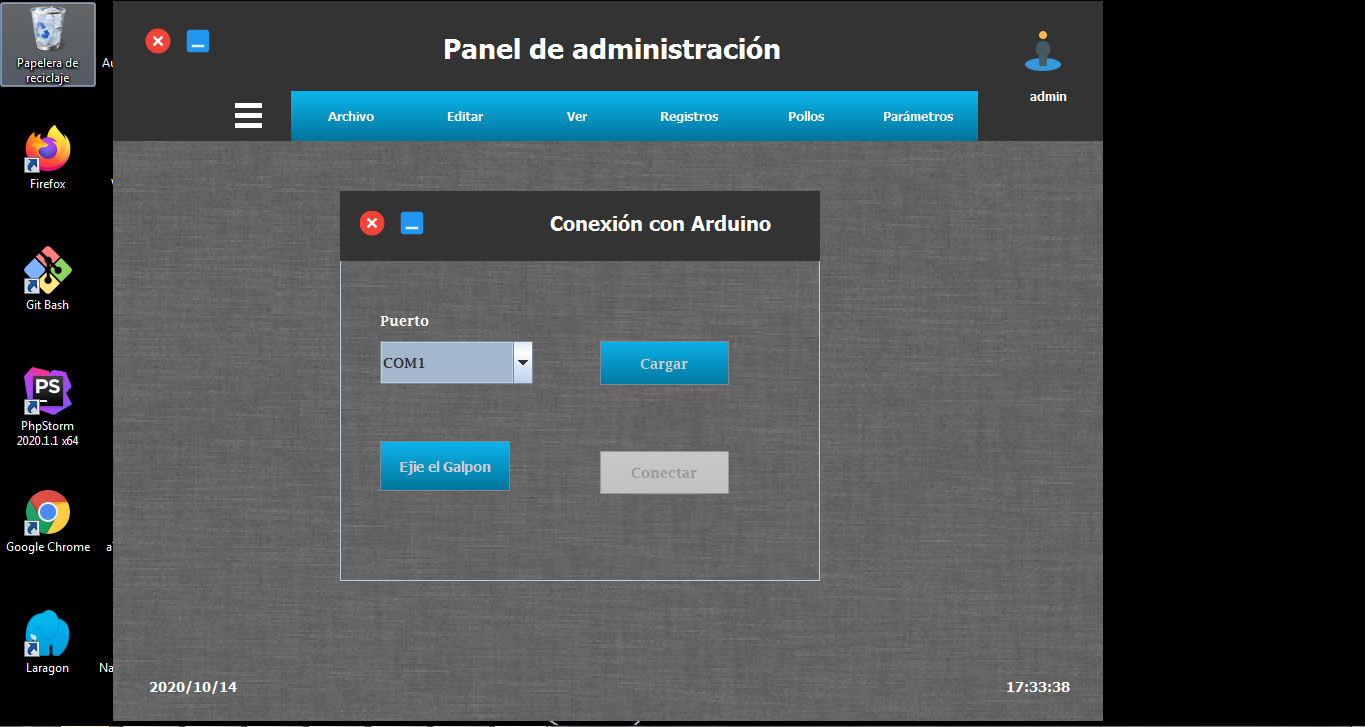 Papelera de
reciclaje
Au
Firefox
Git Bash
PS
PhpStorm
2020.1.1 x64
Google Chrome
Laragon
Na
Panel de administración
admin
Archivo Editar Ver Registros Pollos Parámetros
Conexión con Arduino
Puerto
COM1
Cargar
Ejie el Galpon
Conectar
2020/10/14
17:33:38